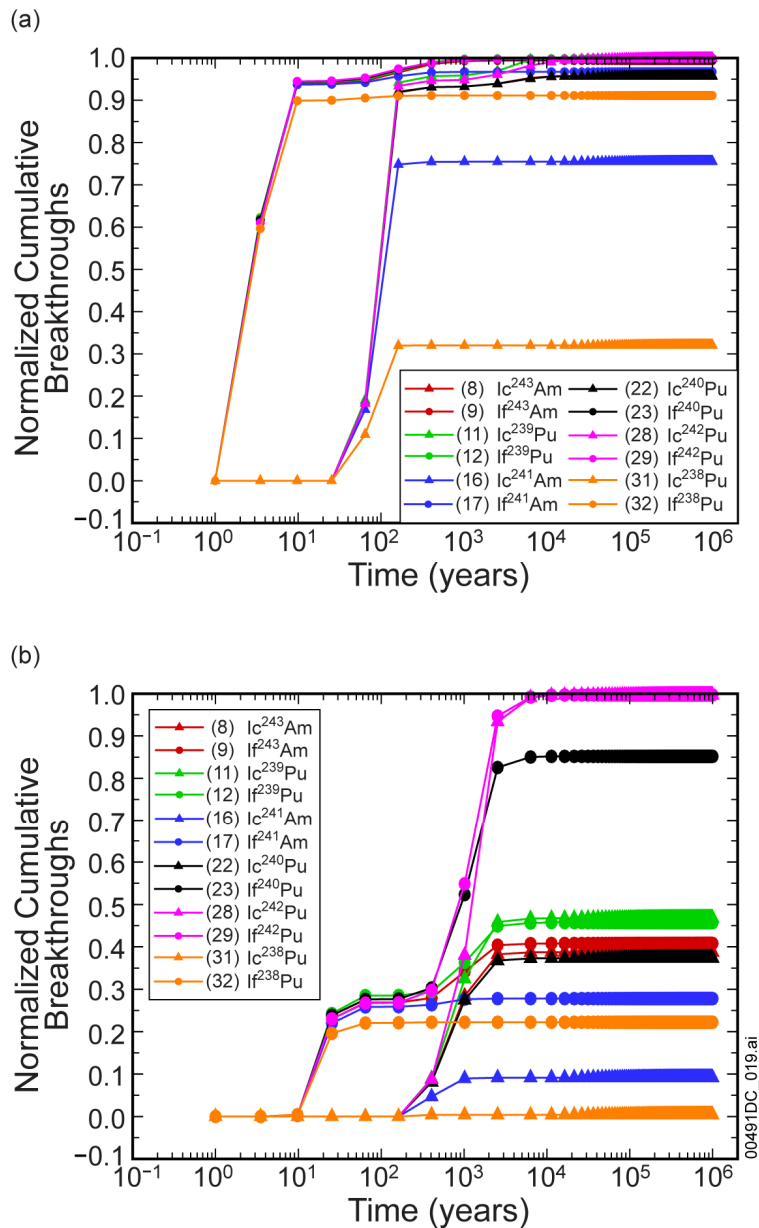 (a)
Normalized Cumulative
Breakthroughs
1.0
0.9
0.8
0.7
0.6
0.5
0.4
0.3
0.2
0.1
0.0
−0.1
(8) Ic²⁴³Am
(9) If²⁴³Am
(11) Ic²³⁹Pu
(12) If²³⁹Pu
(16) Ic²⁴¹Am
(17) If²⁴¹Am
(22) Ic²⁴⁰Pu
(23) If²⁴⁰Pu
(28) Ic²⁴²Pu
(29) If²⁴²Pu
(31) Ic²³⁸Pu
(32) If²³⁸Pu
10⁻¹ 10⁰ 10¹ 10² 10³ 10⁴ 10⁵ 10⁶
Time (years)
(b)
Normalized Cumulative
Breakthroughs
1.0
0.9
0.8
0.7
0.6
0.5
0.4
0.3
0.2
0.1
0.0
−0.1
(8) Ic²⁴³Am
(9) If²⁴³Am
(11) Ic²³⁹Pu
(12) If²³⁹Pu
(16) Ic²⁴¹Am
(17) If²⁴¹Am
(22) Ic²⁴⁰Pu
(23) If²⁴⁰Pu
(28) Ic²⁴²Pu
(29) If²⁴²Pu
(31) Ic²³⁸Pu
(32) If²³⁸Pu
10⁻¹ 10⁰ 10¹ 10² 10³ 10⁴ 10⁵ 10⁶
Time (years)
00491DC_019.ai